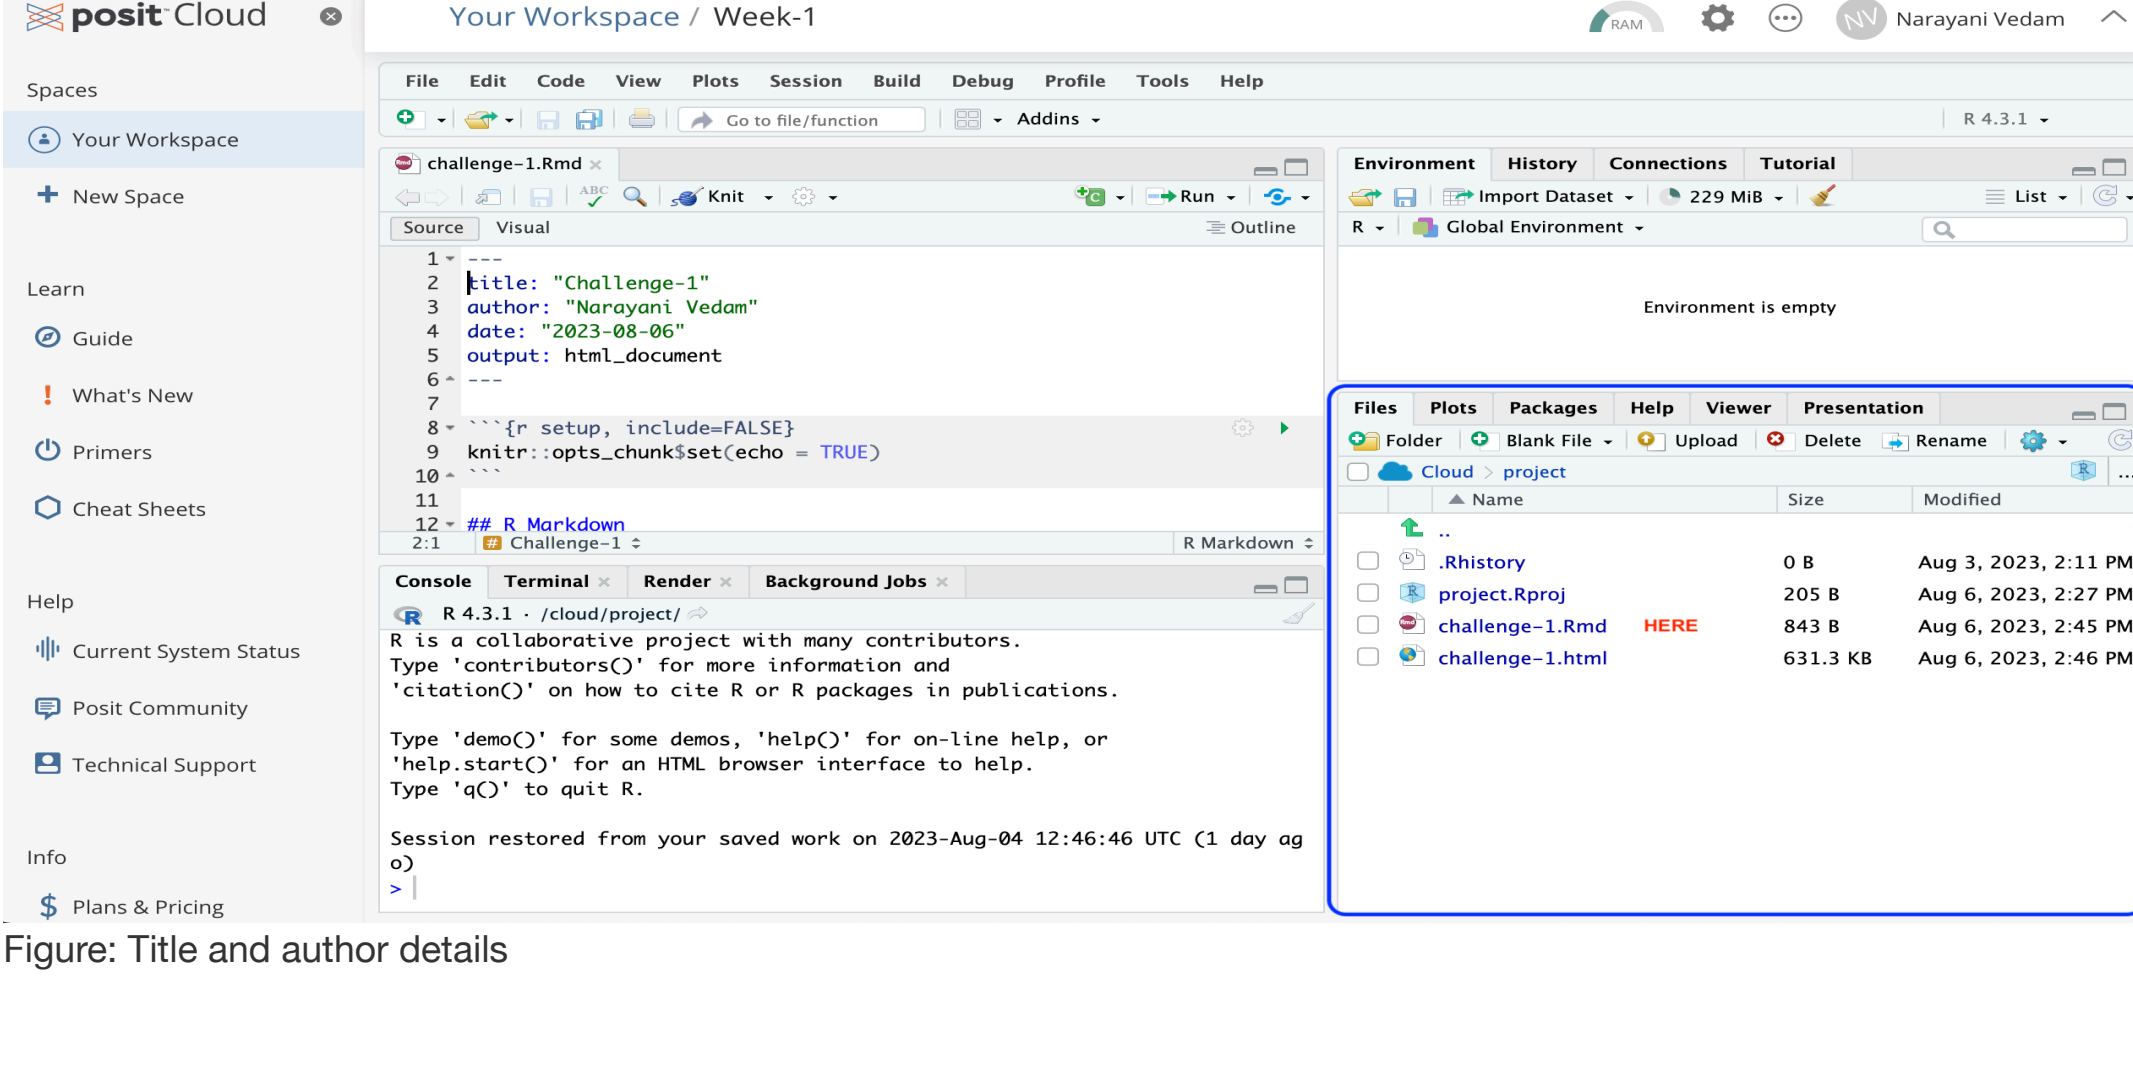 posit Cloud
Your Workspace / Week-1
RAM
NV Narayani Vedam
Spaces
Your Workspace
New Space
Learn
Guide
What's New
Primers
Cheat Sheets
Help
Current System Status
Posit Community
Technical Support
Info
Plans & Pricing
File Edit Code View Plots Session Build Debug Profile Tools Help
Go to file/function Addins R 4.3.1
challenge-1.Rmd
ABC Knit Run
Source Visual Outline
1 ---
2 title: "Challenge-1"
3 author: "Narayani Vedam"
4 date: "2023-08-06"
5 output: html_document
6 ---
7
8 ```{r setup, include=FALSE}
9 knitr::opts_chunk$set(echo = TRUE)
10 ```
11
12 ## R Markdown
2:1 # Challenge-1 R Markdown
Console Terminal Render Background Jobs
R 4.3.1 · /cloud/project/
R is a collaborative project with many contributors.
Type 'contributors()' for more information and
'citation()' on how to cite R or R packages in publications.
Type 'demo()' for some demos, 'help()' for on-line help, or
'help.start()' for an HTML browser interface to help.
Type 'q()' to quit R.
Session restored from your saved work on 2023-Aug-04 12:46:46 UTC (1 day ag
o)
>
Environment History Connections Tutorial
Import Dataset 229 MiB List
R Global Environment
Environment is empty
Files Plots Packages Help Viewer Presentation
Folder Blank File Upload Delete Rename
Cloud > project R ...
Name Size Modified
..
.Rhistory 0 B Aug 3, 2023, 2:11 PM
project.Rproj 205 B Aug 6, 2023, 2:27 PM
challenge-1.Rmd HERE 843 B Aug 6, 2023, 2:45 PM
challenge-1.html 631.3 KB Aug 6, 2023, 2:46 PM
Figure: Title and author details